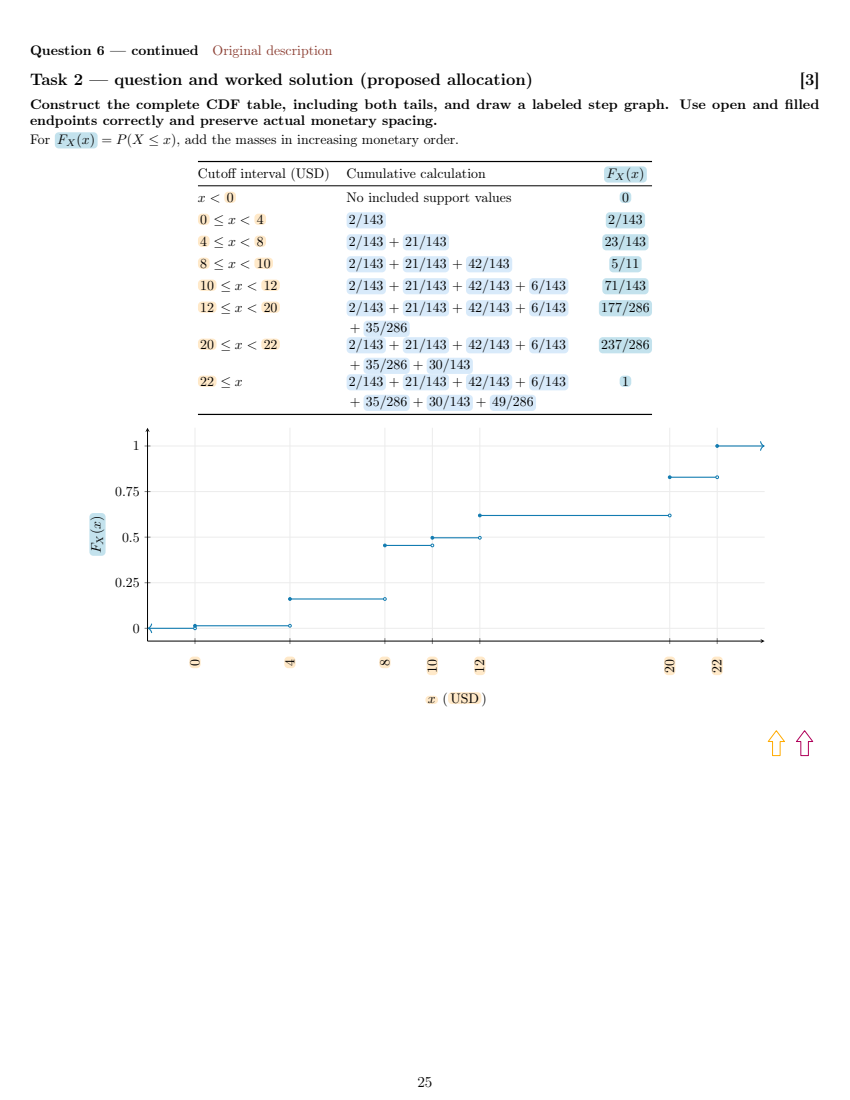 Question 6 — continued Original description
Task 2 — question and worked solution (proposed allocation) [3]
Construct the complete CDF table, including both tails, and draw a labeled step graph. Use open and filled
endpoints correctly and preserve actual monetary spacing.
For F_X(x) = P(X ≤ x), add the masses in increasing monetary order.
Cutoff interval (USD) Cumulative calculation F_X(x)
x < 0 No included support values 0
0 ≤ x < 4 2/143 2/143
4 ≤ x < 8 2/143 + 21/143 23/143
8 ≤ x < 10 2/143 + 21/143 + 42/143 5/11
10 ≤ x < 12 2/143 + 21/143 + 42/143 + 6/143 71/143
12 ≤ x < 20 2/143 + 21/143 + 42/143 + 6/143 177/286
+ 35/286
20 ≤ x < 22 2/143 + 21/143 + 42/143 + 6/143 237/286
+ 35/286 + 30/143
22 ≤ x 2/143 + 21/143 + 42/143 + 6/143 1
+ 35/286 + 30/143 + 49/286
1
0.75
0.5
0.25
0
F_X(x)
0 4 8 10 12 20 22
x (USD)
25